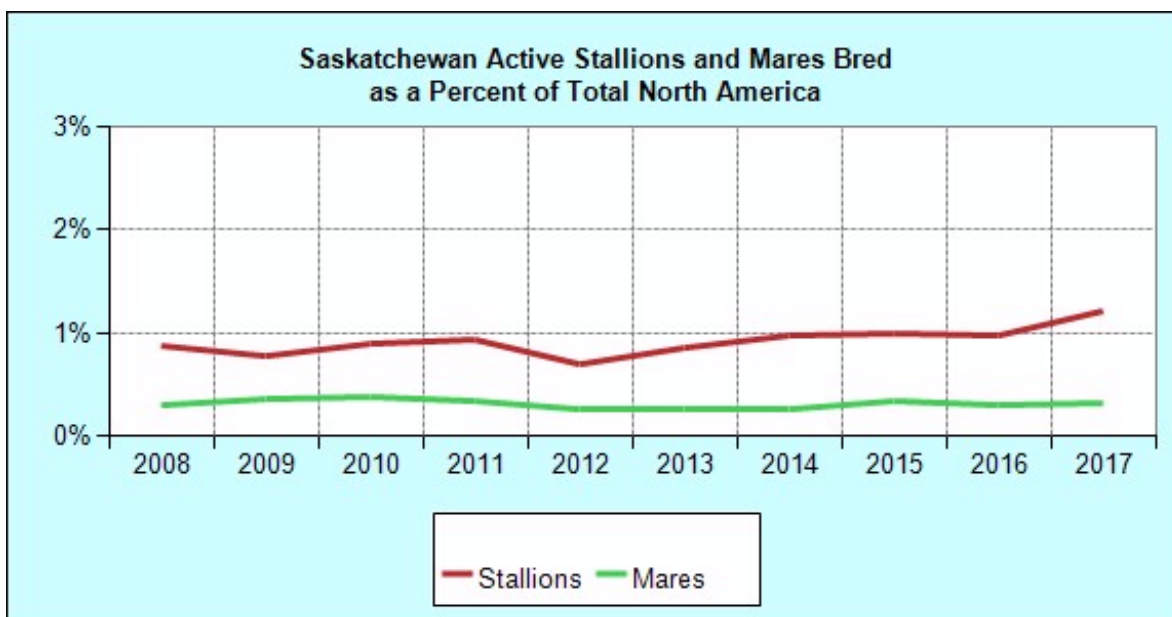 Saskatchewan Active Stallions and Mares Bred
as a Percent of Total North America
3%
2%
1%
0%
2008 2009 2010 2011 2012 2013 2014 2015 2016 2017
Stallions Mares